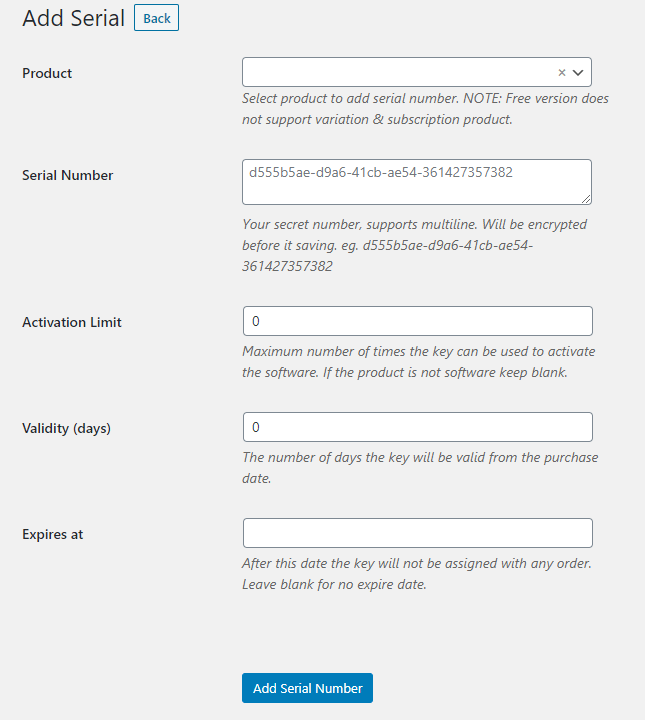 Add Serial Back
Product
Select product to add serial number. NOTE: Free version does
not support variation & subscription product.
Serial Number
d555b5ae-d9a6-41cb-ae54-361427357382
Your secret number, supports multiline. Will be encrypted
before it saving. eg. d555b5ae-d9a6-41cb-ae54-
361427357382
Activation Limit
0
Maximum number of times the key can be used to activate
the software. If the product is not software keep blank.
Validity (days)
0
The number of days the key will be valid from the purchase
date.
Expires at
After this date the key will not be assigned with any order.
Leave blank for no expire date.
Add Serial Number